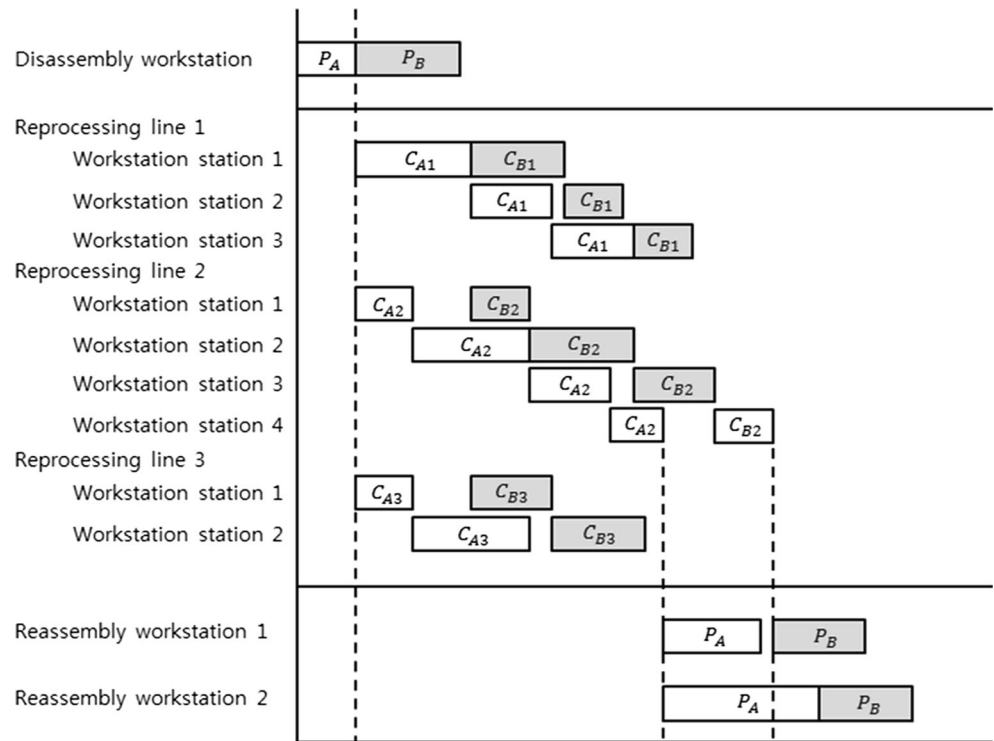 Disassembly workstation P_A P_B
Reprocessing line 1
Workstation station 1 C_A1 C_B1
Workstation station 2 C_A1 C_B1
Workstation station 3 C_A1 C_B1
Reprocessing line 2
Workstation station 1 C_A2 C_B2
Workstation station 2 C_A2 C_B2
Workstation station 3 C_A2 C_B2
Workstation station 4 C_A2 C_B2
Reprocessing line 3
Workstation station 1 C_A3 C_B3
Workstation station 2 C_A3 C_B3
Reassembly workstation 1 P_A P_B
Reassembly workstation 2 P_A P_B